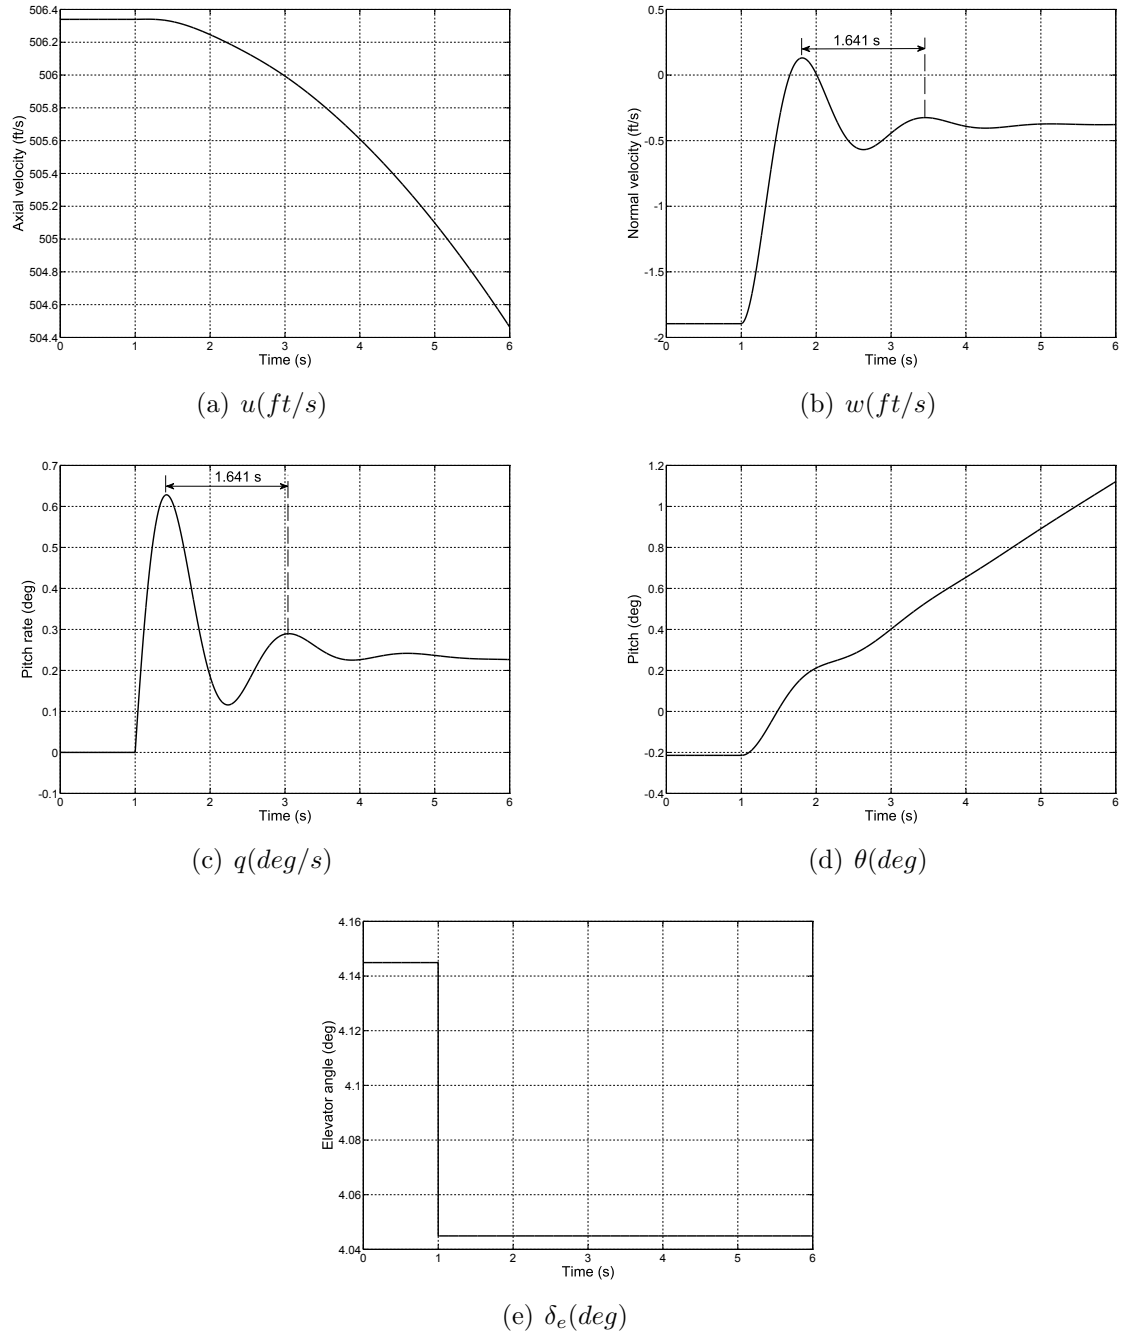 506.4
506.2
506
505.8
505.6
505.4
505.2
505
504.8
504.6
504.4
0 1 2 3 4 5 6
Axial velocity (ft/s)
Time (s)
(a) u(ft/s)
0.5
0
-0.5
-1
-1.5
-2
0 1 2 3 4 5 6
Normal velocity (ft/s)
1.641 s
Time (s)
(b) w(ft/s)
0.7
0.6
0.5
0.4
0.3
0.2
0.1
0
-0.1
0 1 2 3 4 5 6
Pitch rate (deg)
1.641 s
Time (s)
(c) q(deg/s)
1.2
1
0.8
0.6
0.4
0.2
0
-0.2
-0.4
0 1 2 3 4 5 6
Pitch (deg)
Time (s)
(d) θ(deg)
4.16
4.14
4.12
4.1
4.08
4.06
4.04
0 1 2 3 4 5 6
Elevator angle (deg)
Time (s)
(e) δₑ(deg)